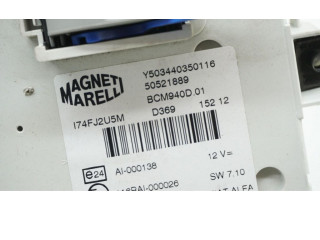 MAGNETI
MARELLI
Y503440350116
50521889
BCM940D.01
I74FJ2U5M
D369
152 12
e24
AI-000138
12 V=
SW 7.10